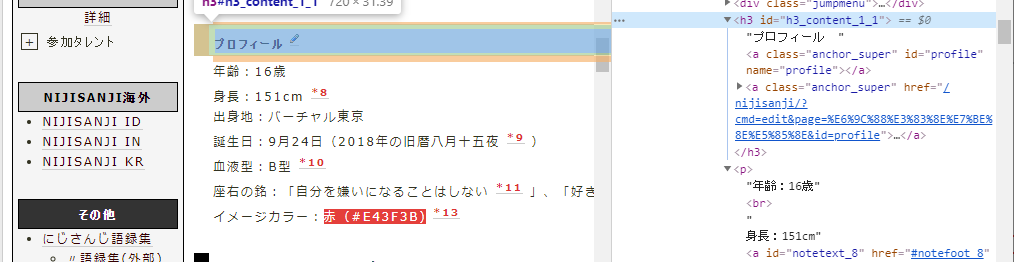 詳細
参加タレント
NIJISANJI海外
NIJISANJI ID
NIJISANJI IN
NIJISANJI KR
その他
にじさんじ語録集
〃語録集(外部)
h3#h3_content_1_1 720 × 31.39
プロフィール
年齢：16歳
身長：151cm *8
出身地：バーチャル東京
誕生日：9月24日（2018年の旧暦八月十五夜 *9 ）
血液型：B型 *10
座右の銘：「自分を嫌いになることはしない *11 」、「好き
イメージカラー：赤（#E43F3B) *13
<div class="jumpmenu">…</div>
<h3 id="h3_content_1_1"> == $0
"プロフィール "
<a class="anchor_super" id="profile"
name="profile"></a>
<a class="anchor_super" href="/
nijisanji/?
cmd=edit&page=%E6%9C%88%E3%83%8E%E7%BE%
8E%E5%85%8E&id=profile">…</a>
</h3>
<p>
"年齢：16歳"
<br>
"
身長：151cm"
<a id="notetext_8" href="#notefoot_8"